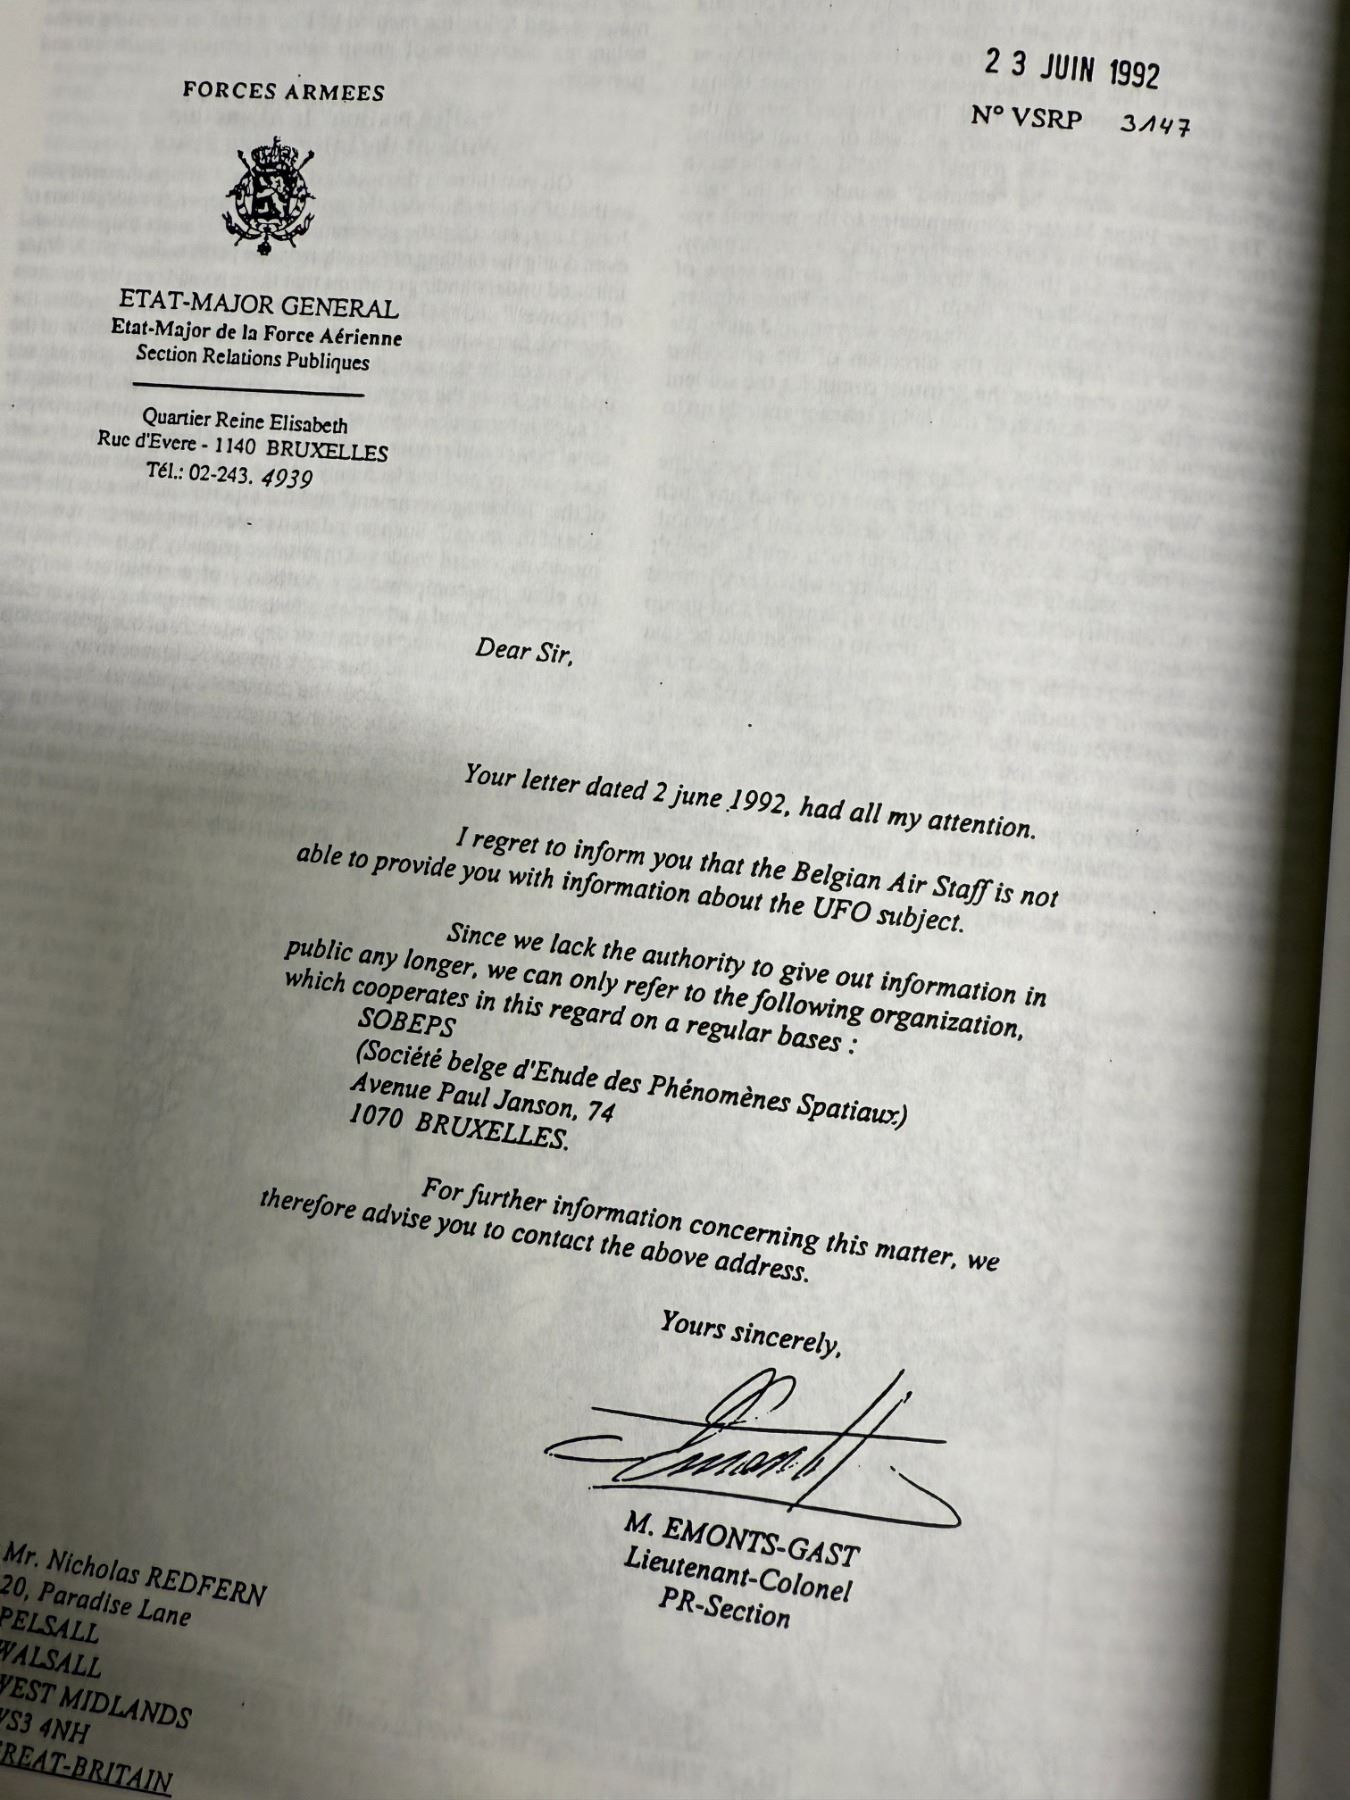 23 JUIN 1992
N° VSRP 3147
FORCES ARMEES
ETAT-MAJOR GENERAL
Etat-Major de la Force Aérienne
Section Relations Publiques
Quartier Reine Elisabeth
Rue d'Evere - 1140 BRUXELLES
Tél.: 02-243. 4939
Dear Sir,
Your letter dated 2 june 1992, had all my attention.
I regret to inform you that the Belgian Air Staff is not
able to provide you with information about the UFO subject.
Since we lack the authority to give out information in
public any longer, we can only refer to the following organization,
which cooperates in this regard on a regular bases :
SOBEPS
(Société belge d'Etude des Phénomènes Spatiaux)
Avenue Paul Janson, 74
1070 BRUXELLES.
For further information concerning this matter, we
therefore advise you to contact the above address.
Yours sincerely,
M. EMONTS-GAST
Lieutenant-Colonel
PR-Section
Mr. Nicholas REDFERN
20, Paradise Lane
PELSALL
WALSALL
WEST MIDLANDS
WS3 4NH
GREAT-BRITAIN